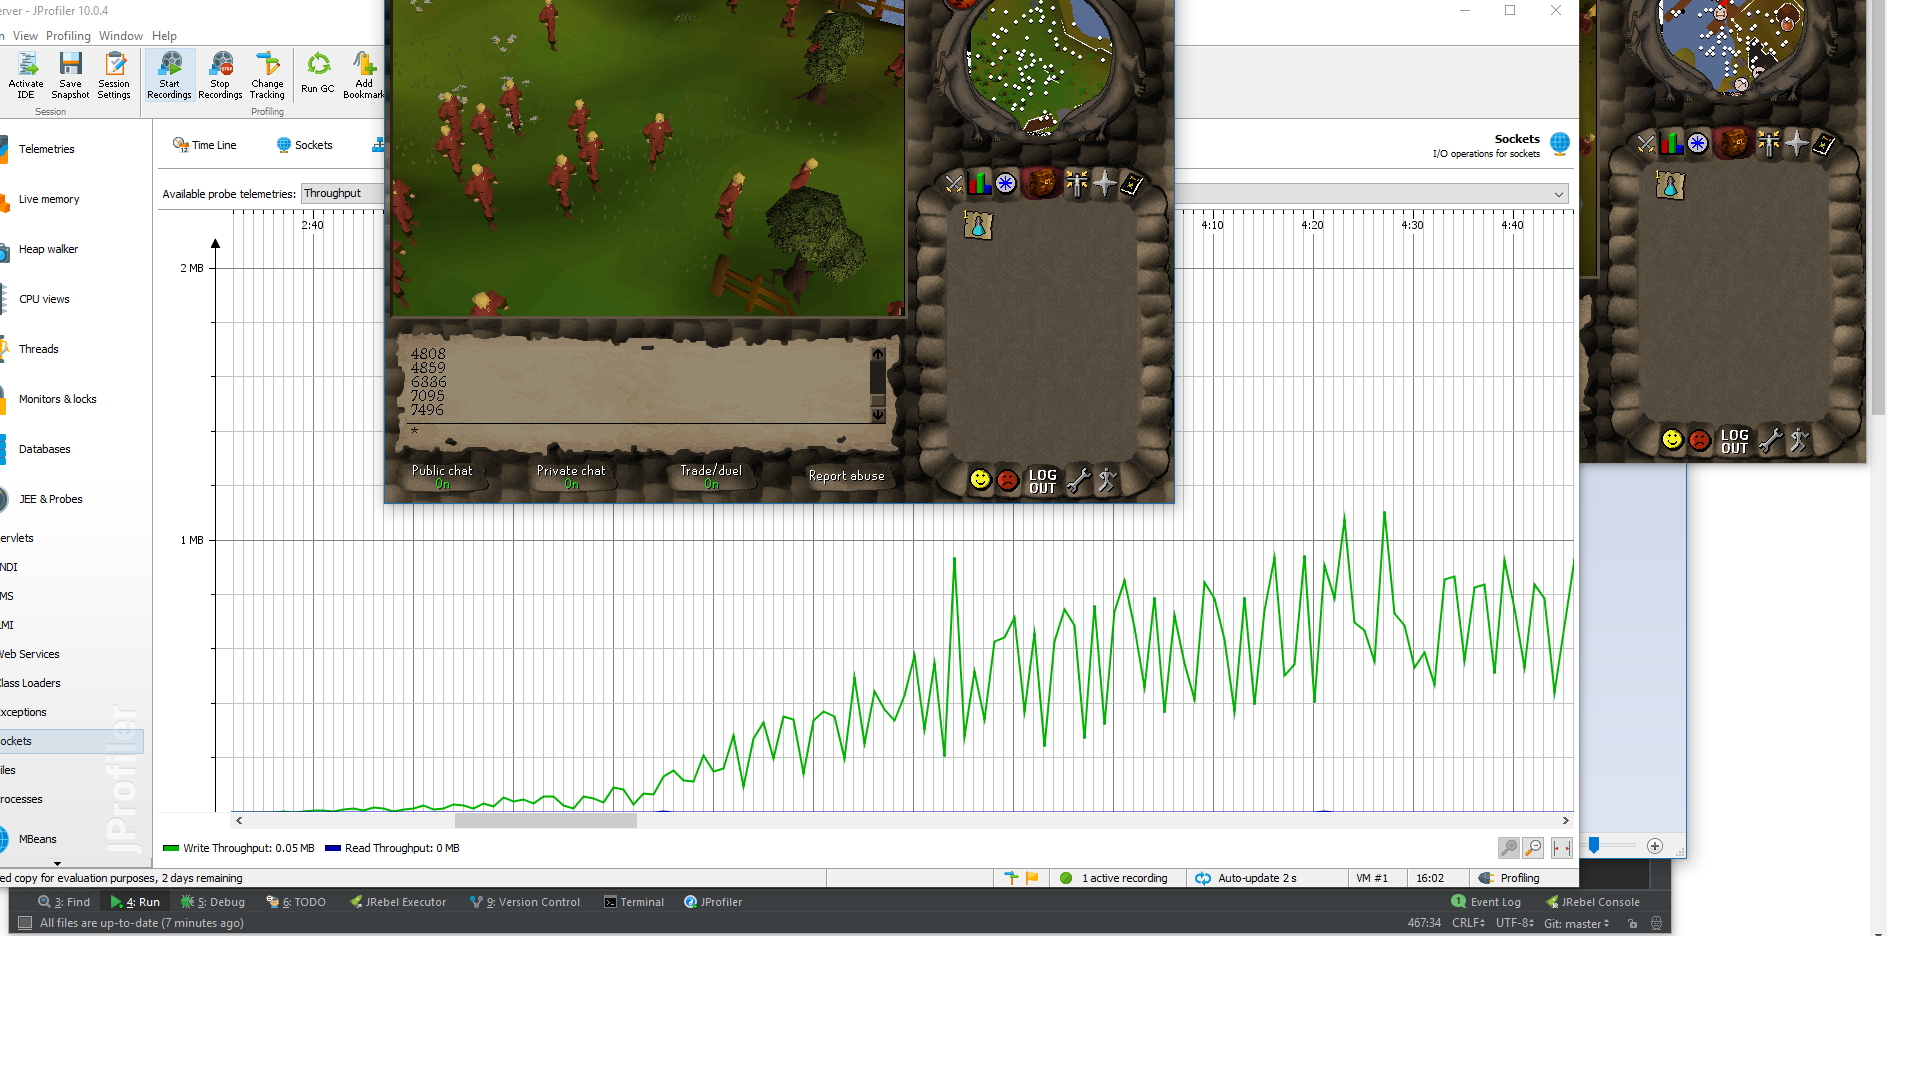 erver - JProfiler 10.0.4
n View Profiling Window Help
Activate IDE
Save Snapshot
Session Settings
Start Recordings
Stop Recordings
Change Tracking
Run GC
Add Bookmark
Session
Profiling
Telemetries
Live memory
Heap walker
CPU views
Threads
Monitors & locks
Databases
JEE & Probes
ervlets
NDI
MS
MI
Web Services
Class Loaders
xceptions
ockets
iles
rocesses
MBeans
JProfiler
Time Line
Sockets
Sockets
I/O operations for sockets
Available probe telemetries: Throughput
2:40
4:10 4:20 4:30 4:40
2 MB
1 MB
4808
4859
6336
7095
7496
*
Public chat
On
Private chat
On
Trade/duel
On
Report abuse
1
LOG OUT
1
LOG OUT
Write Throughput: 0.05 MB Read Throughput: 0 MB
ed copy for evaluation purposes, 2 days remaining
1 active recording
Auto-update 2 s
VM #1
16:02
Profiling
3: Find 4: Run 5: Debug 6: TODO JRebel Executor 9: Version Control Terminal JProfiler
1 Event Log JRebel Console
All files are up-to-date (7 minutes ago)
467:34 CRLF UTF-8 Git: master